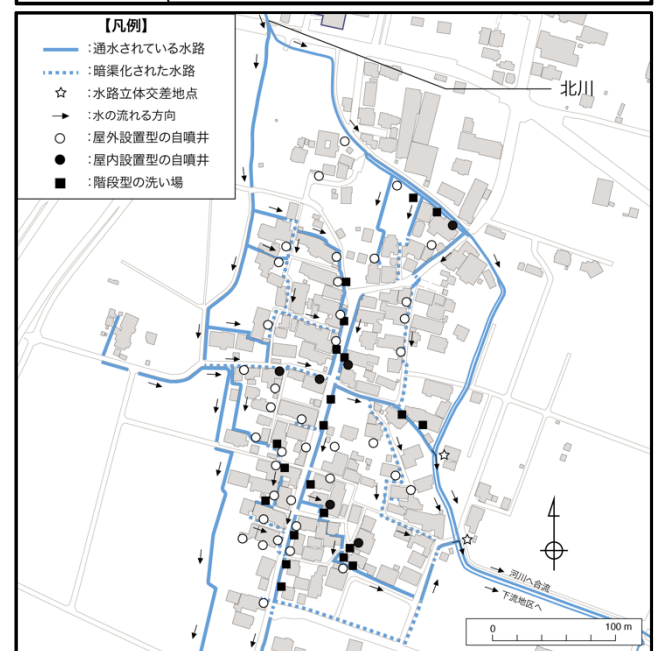 【凡例】
:通水されている水路
:暗渠化された水路
:水路立体交差地点
:水の流れる方向
:屋外設置型の自噴井
:屋内設置型の自噴井
:階段型の洗い場
北川
河川へ合流
下流地区へ
0 100 m